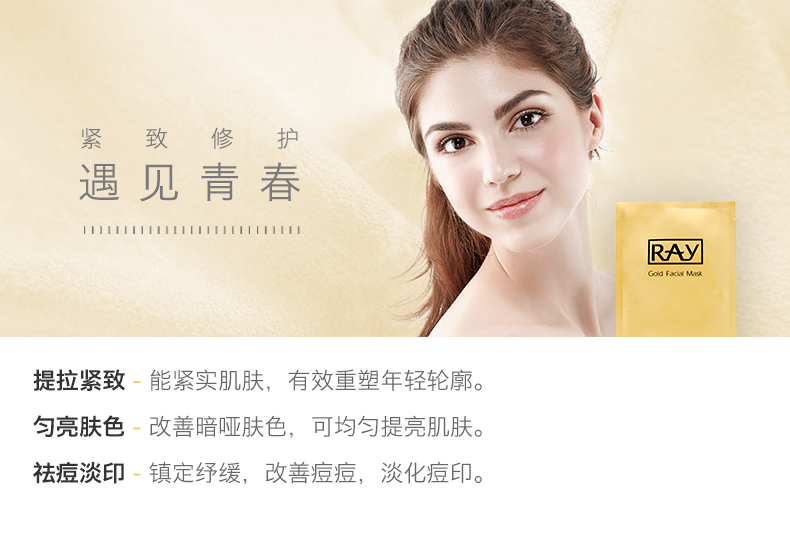 紧致修护
遇见青春
RAY
Gold Facial Mask
提拉紧致 - 能紧实肌肤，有效重塑年轻轮廓。
匀亮肤色 - 改善暗哑肤色，可均匀提亮肌肤。
祛痘淡印 - 镇定纾缓，改善痘痘，淡化痘印。